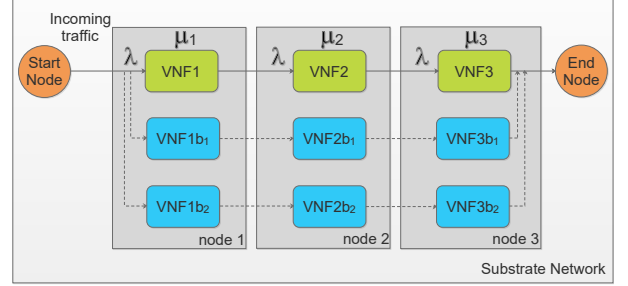 Incoming
traffic
μ1
μ2
μ3
Start
Node
λ
VNF1
λ
VNF2
λ
VNF3
End
Node
VNF1b1
VNF2b1
VNF3b1
VNF1b2
VNF2b2
VNF3b2
node 1
node 2
node 3
Substrate Network